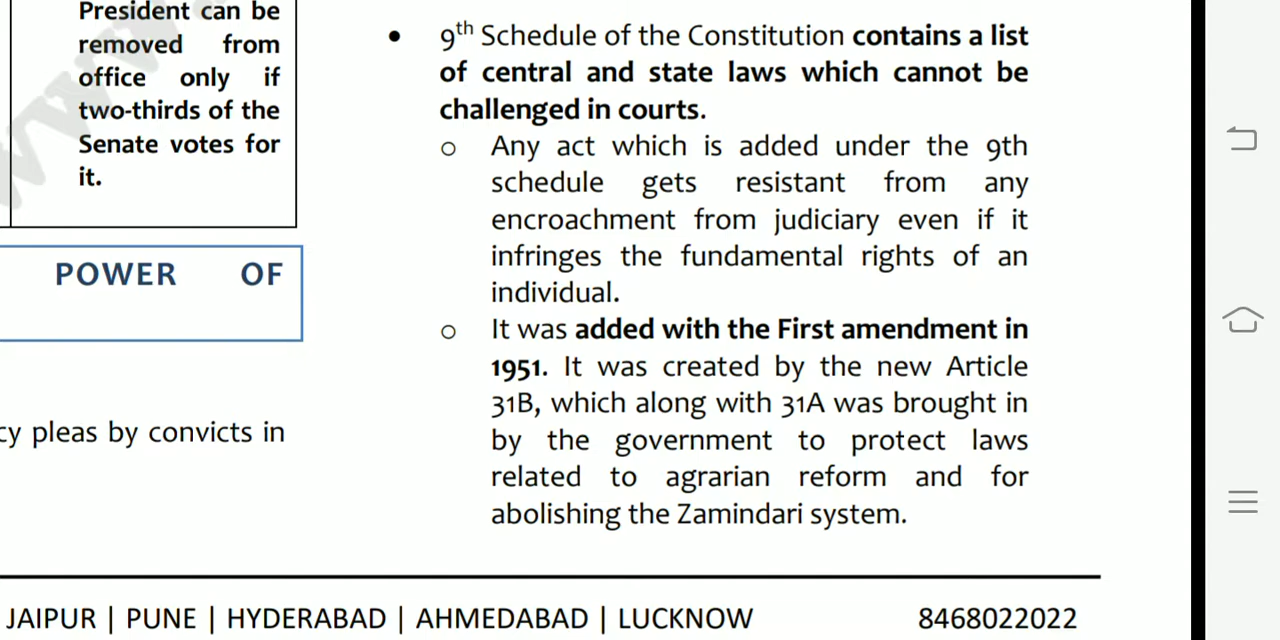 President can be
removed from
office only if
two-thirds of the
Senate votes for
it.
POWER OF
cy pleas by convicts in
• 9th Schedule of the Constitution contains a list
of central and state laws which cannot be
challenged in courts.
o Any act which is added under the 9th
schedule gets resistant from any
encroachment from judiciary even if it
infringes the fundamental rights of an
individual.
o It was added with the First amendment in
1951. It was created by the new Article
31B, which along with 31A was brought in
by the government to protect laws
related to agrarian reform and for
abolishing the Zamindari system.
JAIPUR | PUNE | HYDERABAD | AHMEDABAD | LUCKNOW 8468022022